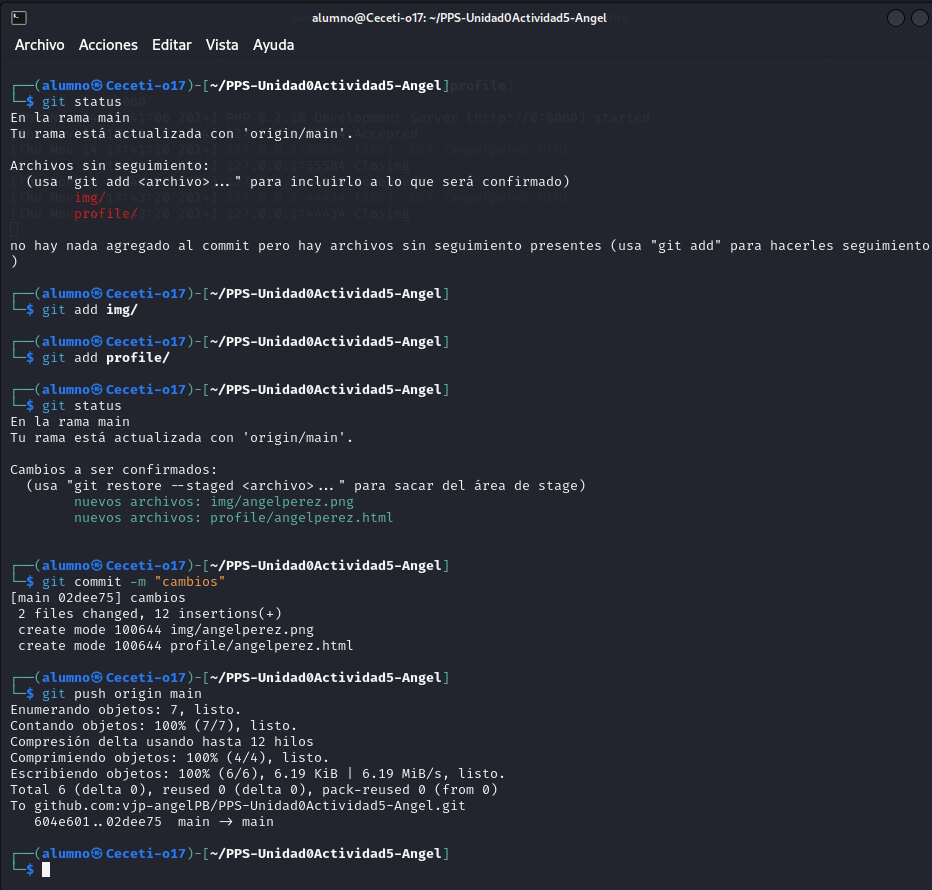 alumno@Ceceti-o17: ~/PPS-Unidad0Actividad5-Angel
Archivo Acciones Editar Vista Ayuda
┌──(alumno㉿Ceceti-o17)-[~/PPS-Unidad0Actividad5-Angel]
└─$ git status
En la rama main
Tu rama está actualizada con 'origin/main'.
Archivos sin seguimiento:
(usa "git add <archivo>..." para incluirlo a lo que será confirmado)
img/
profile/
no hay nada agregado al commit pero hay archivos sin seguimiento presentes (usa "git add" para hacerles seguimiento
)
┌──(alumno㉿Ceceti-o17)-[~/PPS-Unidad0Actividad5-Angel]
└─$ git add img/
┌──(alumno㉿Ceceti-o17)-[~/PPS-Unidad0Actividad5-Angel]
└─$ git add profile/
┌──(alumno㉿Ceceti-o17)-[~/PPS-Unidad0Actividad5-Angel]
└─$ git status
En la rama main
Tu rama está actualizada con 'origin/main'.
Cambios a ser confirmados:
(usa "git restore --staged <archivo>..." para sacar del área de stage)
nuevos archivos: img/angelperez.png
nuevos archivos: profile/angelperez.html
┌──(alumno㉿Ceceti-o17)-[~/PPS-Unidad0Actividad5-Angel]
└─$ git commit -m "cambios"
[main 02dee75] cambios
2 files changed, 12 insertions(+)
create mode 100644 img/angelperez.png
create mode 100644 profile/angelperez.html
┌──(alumno㉿Ceceti-o17)-[~/PPS-Unidad0Actividad5-Angel]
└─$ git push origin main
Enumerando objetos: 7, listo.
Contando objetos: 100% (7/7), listo.
Compresión delta usando hasta 12 hilos
Comprimiendo objetos: 100% (4/4), listo.
Escribiendo objetos: 100% (6/6), 6.19 KiB | 6.19 MiB/s, listo.
Total 6 (delta 0), reused 0 (delta 0), pack-reused 0 (from 0)
To github.com:vjp-angelPB/PPS-Unidad0Actividad5-Angel.git
604e601..02dee75 main -> main
┌──(alumno㉿Ceceti-o17)-[~/PPS-Unidad0Actividad5-Angel]
└─$